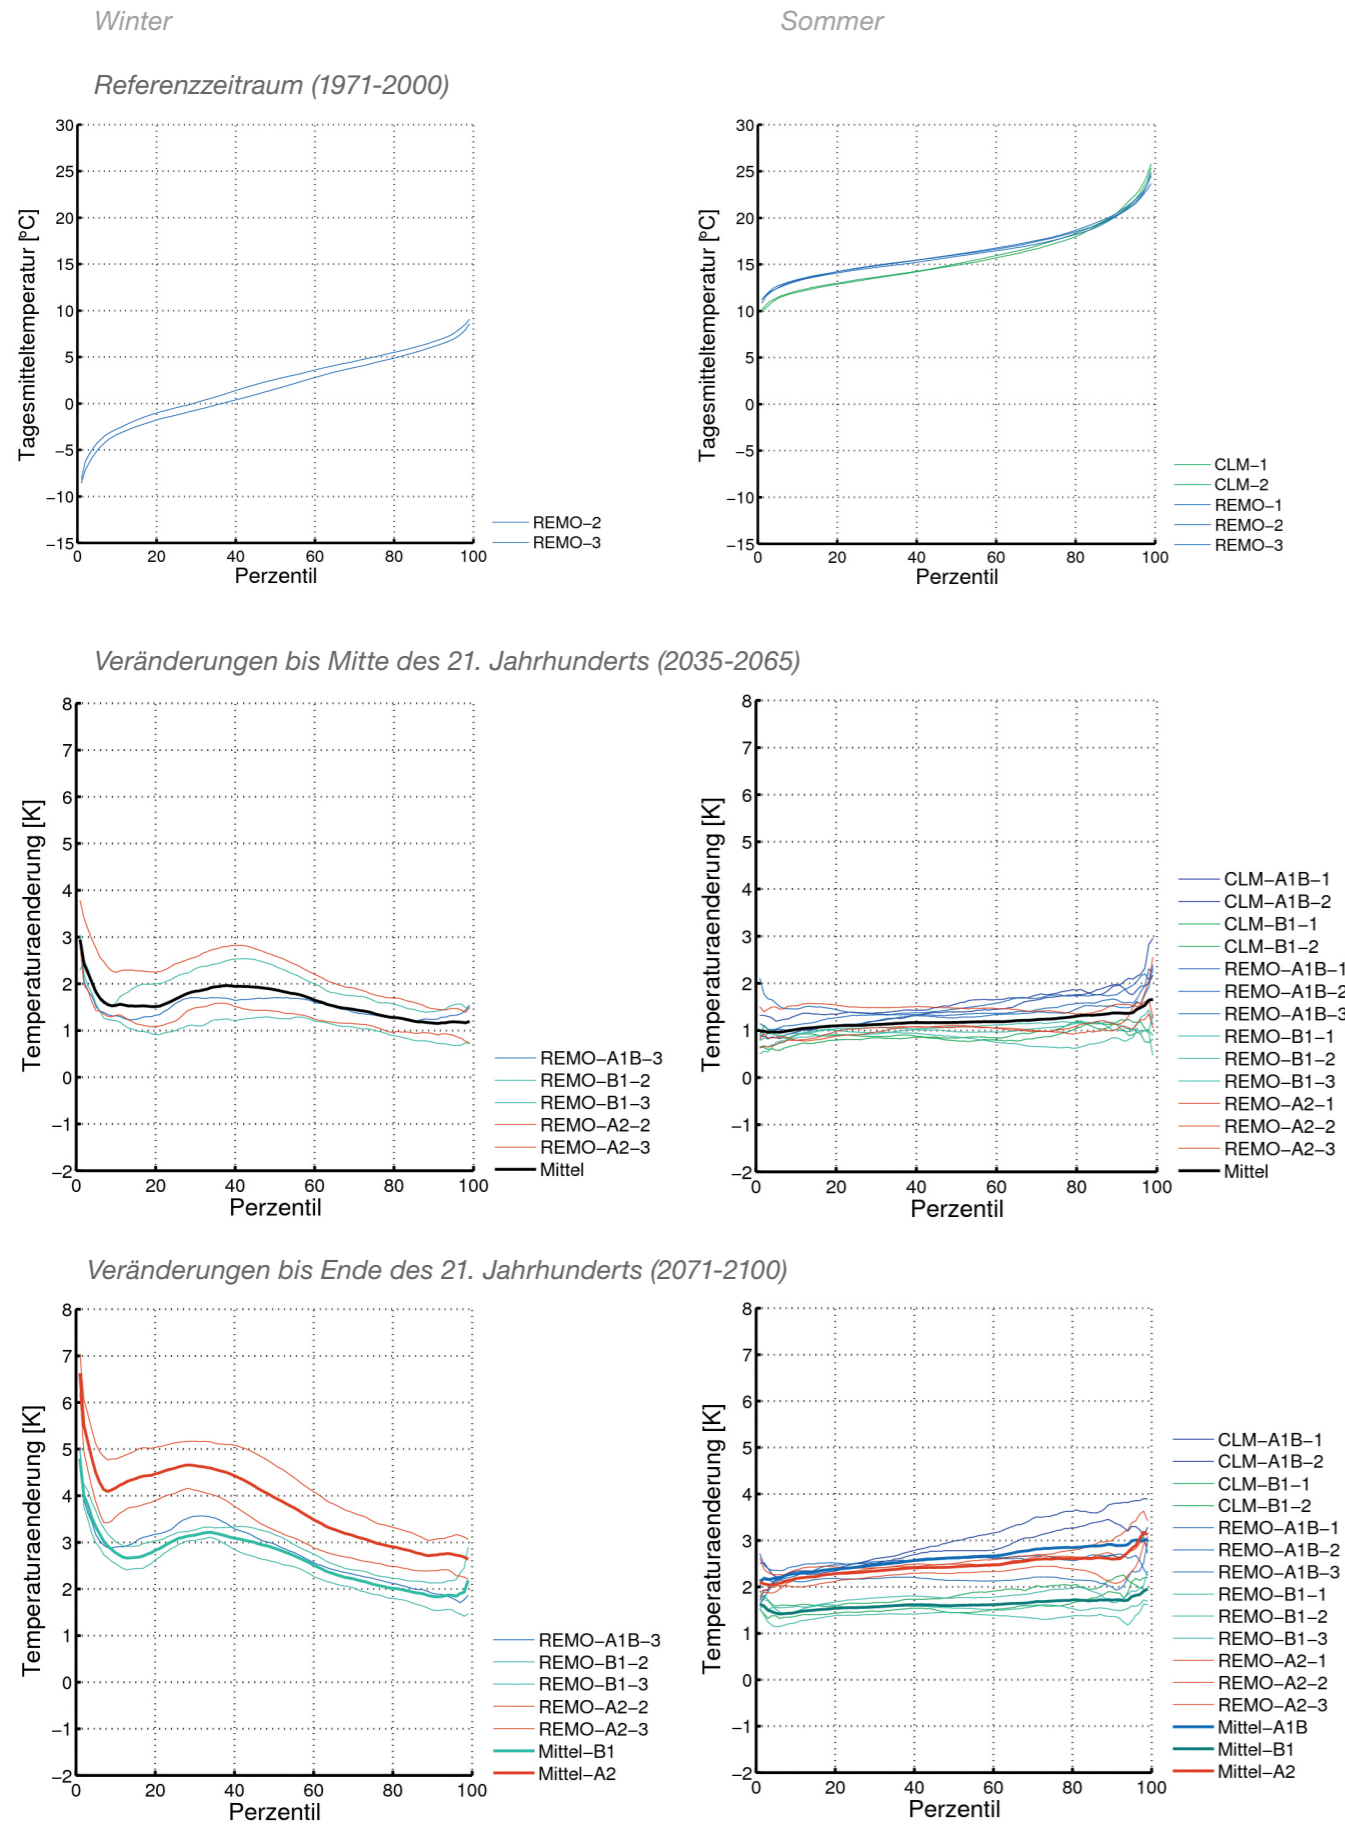 Winter
Sommer
Referenzzeitraum (1971-2000)
30
25
20
15
10
5
0
−5
−10
−15
0 20 40 60 80 100
Tagesmitteltemperatur [°C]
Perzentil
REMO−2
REMO−3
30
25
20
15
10
5
0
−5
−10
−15
0 20 40 60 80 100
Tagesmitteltemperatur [°C]
Perzentil
CLM−1
CLM−2
REMO−1
REMO−2
REMO−3
Veränderungen bis Mitte des 21. Jahrhunderts (2035-2065)
8
7
6
5
4
3
2
1
0
−1
−2
0 20 40 60 80 100
Temperaturaenderung [K]
Perzentil
REMO−A1B−3
REMO−B1−2
REMO−B1−3
REMO−A2−2
REMO−A2−3
Mittel
8
7
6
5
4
3
2
1
0
−1
−2
0 20 40 60 80 100
Temperaturaenderung [K]
Perzentil
CLM−A1B−1
CLM−A1B−2
CLM−B1−1
CLM−B1−2
REMO−A1B−1
REMO−A1B−2
REMO−A1B−3
REMO−B1−1
REMO−B1−2
REMO−B1−3
REMO−A2−1
REMO−A2−2
REMO−A2−3
Mittel
Veränderungen bis Ende des 21. Jahrhunderts (2071-2100)
8
7
6
5
4
3
2
1
0
−1
−2
0 20 40 60 80 100
Temperaturaenderung [K]
Perzentil
REMO−A1B−3
REMO−B1−2
REMO−B1−3
REMO−A2−2
REMO−A2−3
Mittel−B1
Mittel−A2
8
7
6
5
4
3
2
1
0
−1
−2
0 20 40 60 80 100
Temperaturaenderung [K]
Perzentil
CLM−A1B−1
CLM−A1B−2
CLM−B1−1
CLM−B1−2
REMO−A1B−1
REMO−A1B−2
REMO−A1B−3
REMO−B1−1
REMO−B1−2
REMO−B1−3
REMO−A2−1
REMO−A2−2
REMO−A2−3
Mittel−A1B
Mittel−B1
Mittel−A2